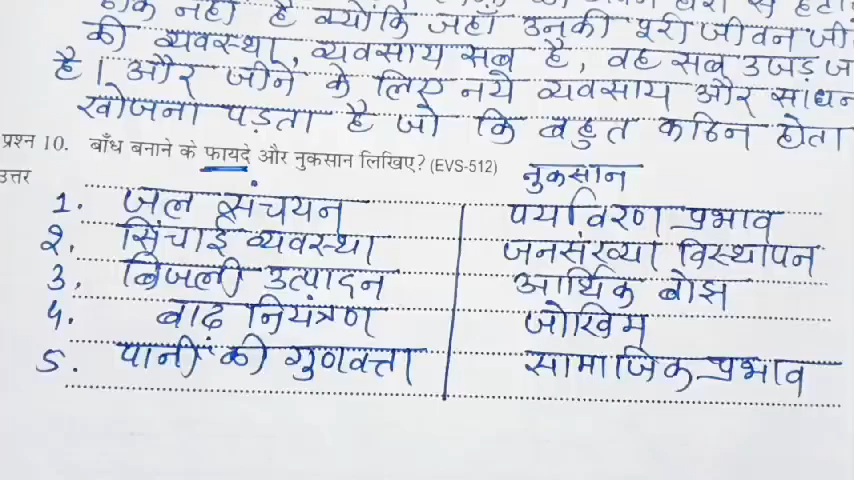 नहीं है क्योंकि जहाँ उनकी पूरी जीवन
की व्यवस्था, व्यवसाय सब है, वह सब उजड़
है। और जीने के लिए नये व्यवसाय और साधन
खोजना पड़ता है जो कि बहुत कठिन होता
प्रश्न 10. बाँध बनाने के फायदे और नुकसान लिखिए? (EVS-512) नुकसान
उत्तर
1. जल संचयन पर्यावरण प्रभाव
2. सिंचाई व्यवस्था जनसंख्या विस्थापन
3. बिजली उत्पादन आर्थिक बोझ
4. बाढ़ नियंत्रण जोखिम
5. पानी की गुणवत्ता सामाजिक प्रभाव